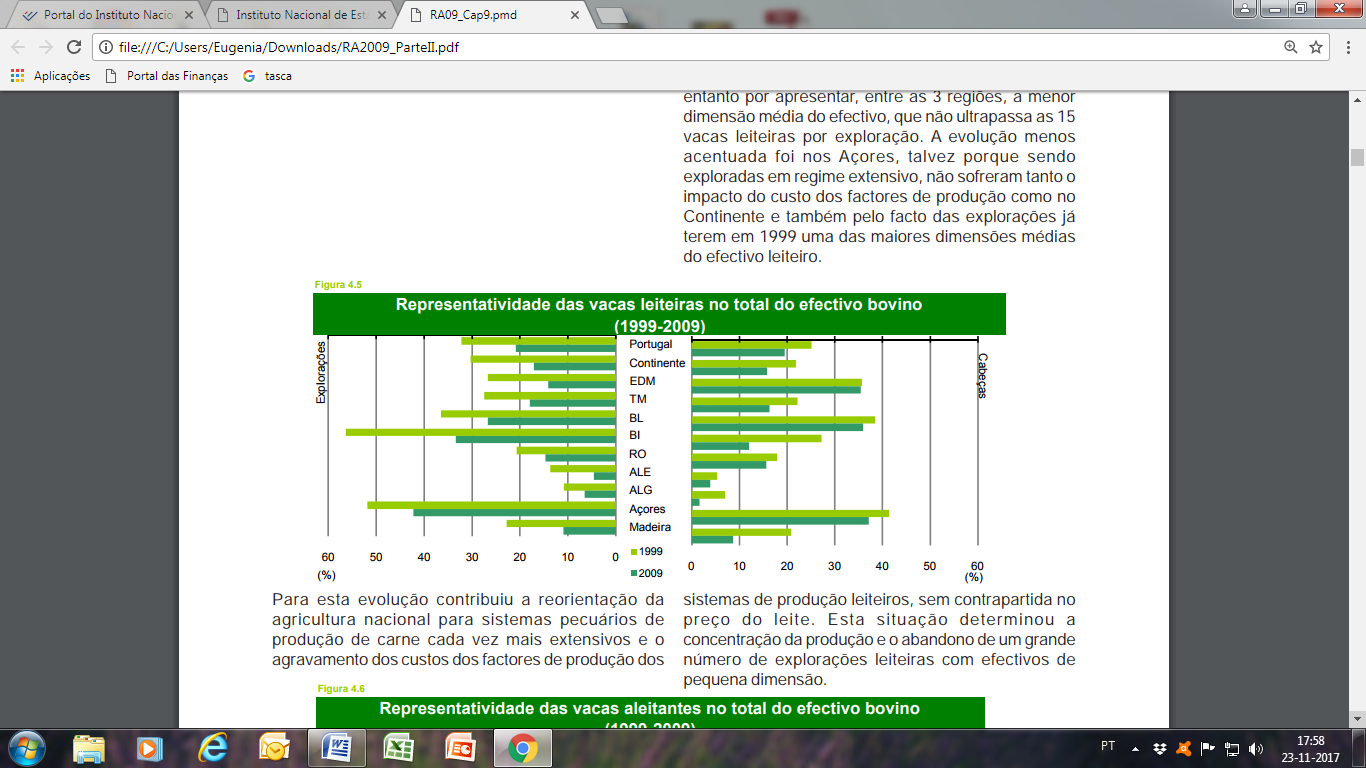 Portal do Instituto Nacion
Instituto Nacional de Esta
RA09_Cap9.pmd
file:///C:/Users/Eugenia/Downloads/RA2009_ParteII.pdf
Aplicações
Portal das Finanças
tasca
entanto por apresentar, entre as 3 regiões, a menor
dimensão média do efectivo, que não ultrapassa as 15
vacas leiteiras por exploração. A evolução menos
acentuada foi nos Açores, talvez porque sendo
exploradas em regime extensivo, não sofreram tanto o
impacto do custo dos factores de produção como no
Continente e também pelo facto das explorações já
terem em 1999 uma das maiores dimensões médias
do efectivo leiteiro.
Figura 4.5
Representatividade das vacas leiteiras no total do efectivo bovino
(1999-2009)
Explorações
Portugal
Continente
EDM
TM
BL
BI
RO
ALE
ALG
Açores
Madeira
Cabeças
60 50 40 30 20 10 0
(%)
1999
2009
0 10 20 30 40 50 60
(%)
Para esta evolução contribuiu a reorientação da
agricultura nacional para sistemas pecuários de
produção de carne cada vez mais extensivos e o
agravamento dos custos dos factores de produção dos
sistemas de produção leiteiros, sem contrapartida no
preço do leite. Esta situação determinou a
concentração da produção e o abandono de um grande
número de explorações leiteiras com efectivos de
pequena dimensão.
Figura 4.6
Representatividade das vacas aleitantes no total do efectivo bovino
(1999-2009)
PT
17:58
23-11-2017